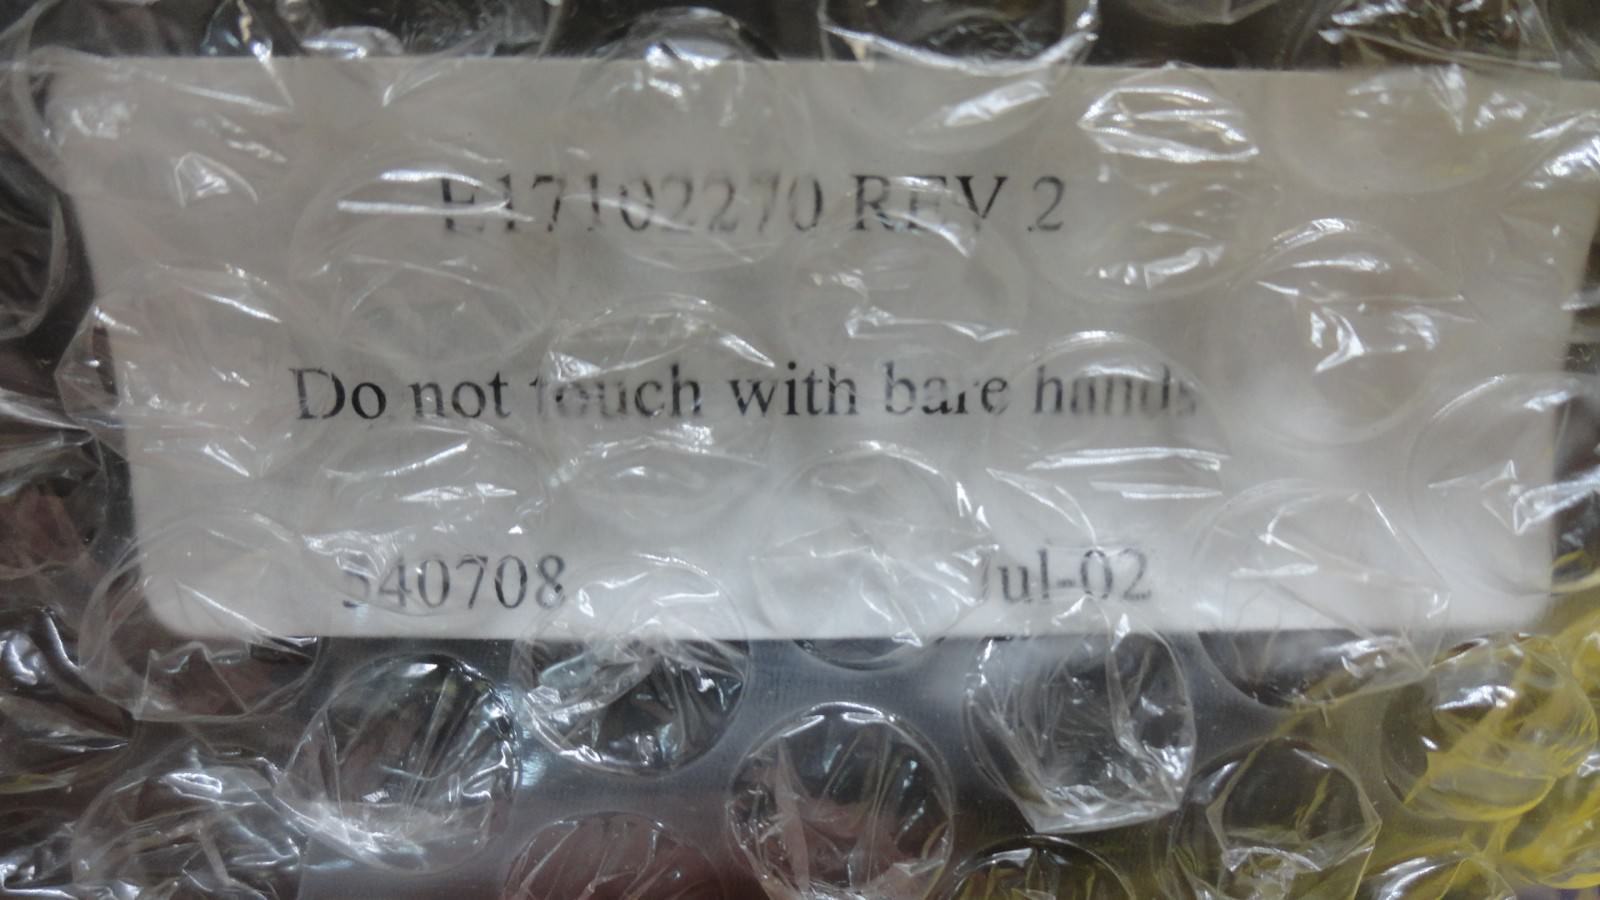 E17102270 REV 2
Do not touch with bare hands
540708 Jul-02